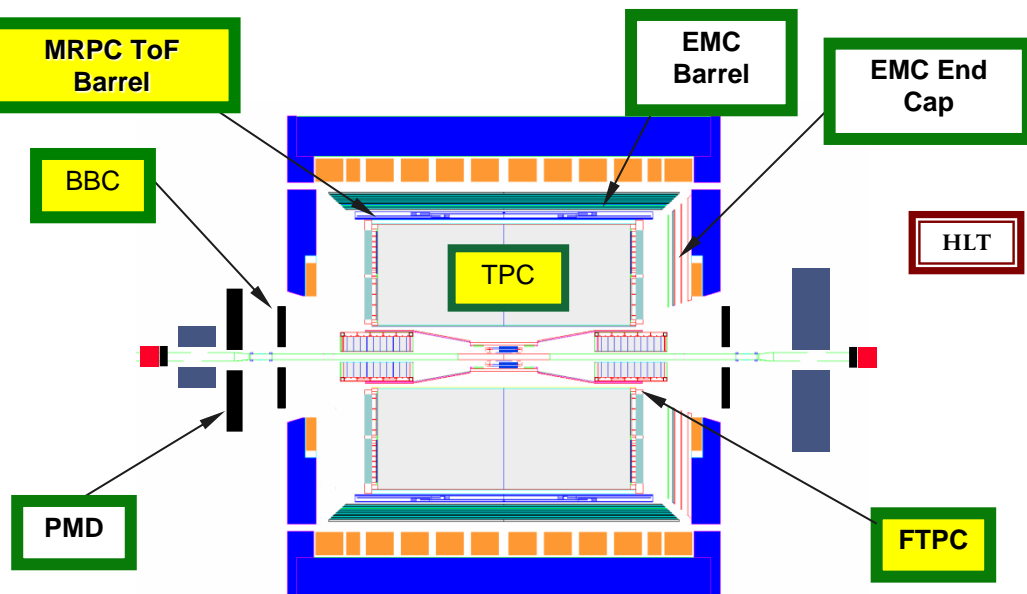 MRPC ToF
Barrel
EMC
Barrel
EMC End
Cap
BBC
HLT
TPC
PMD
FTPC